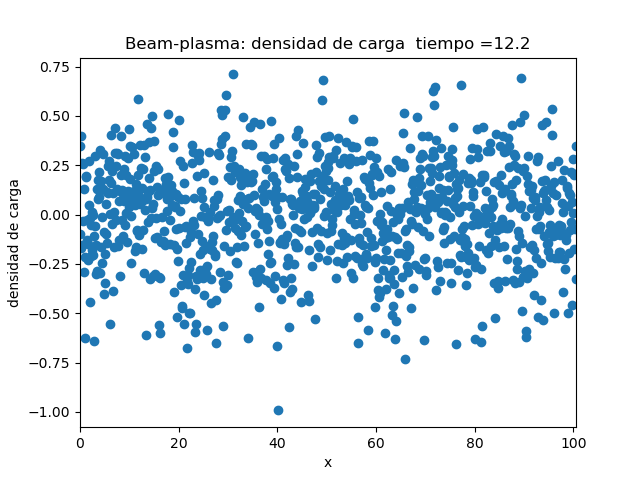 Beam-plasma: densidad de carga  tiempo =12.2
0.75
0.50
0.25
0.00
−0.25
−0.50
−0.75
−1.00
densidad de carga
0 20 40 60 80 100
x